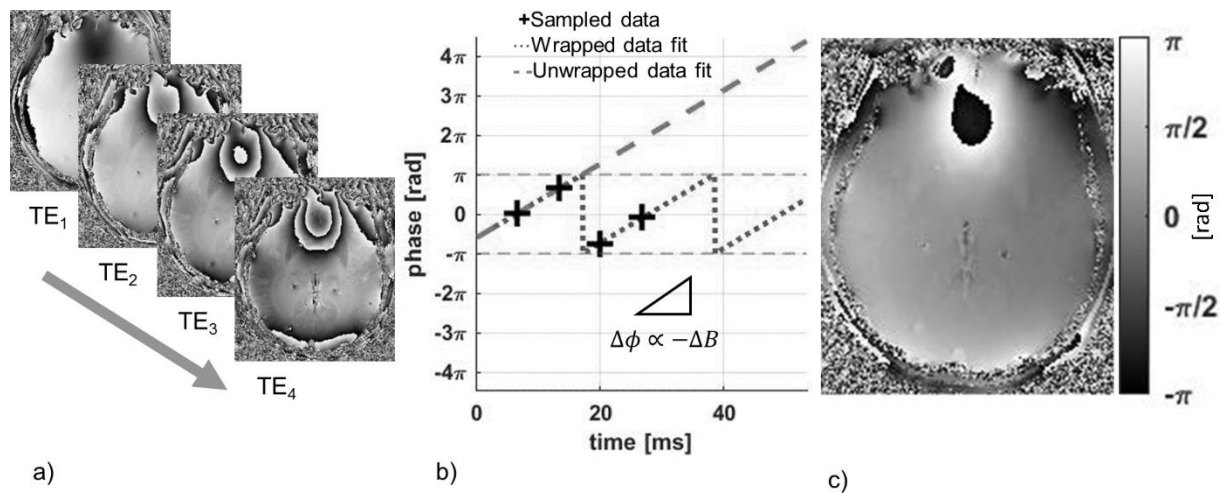 TE₁
TE₂
TE₃
TE₄
a)
Sampled data
Wrapped data fit
Unwrapped data fit
4π
3π
2π
π
0
-π
-2π
-3π
-4π
phase [rad]
Δϕ ∝ −ΔB
0 20 40
time [ms]
b)
π
π/2
0
-π/2
-π
[rad]
c)